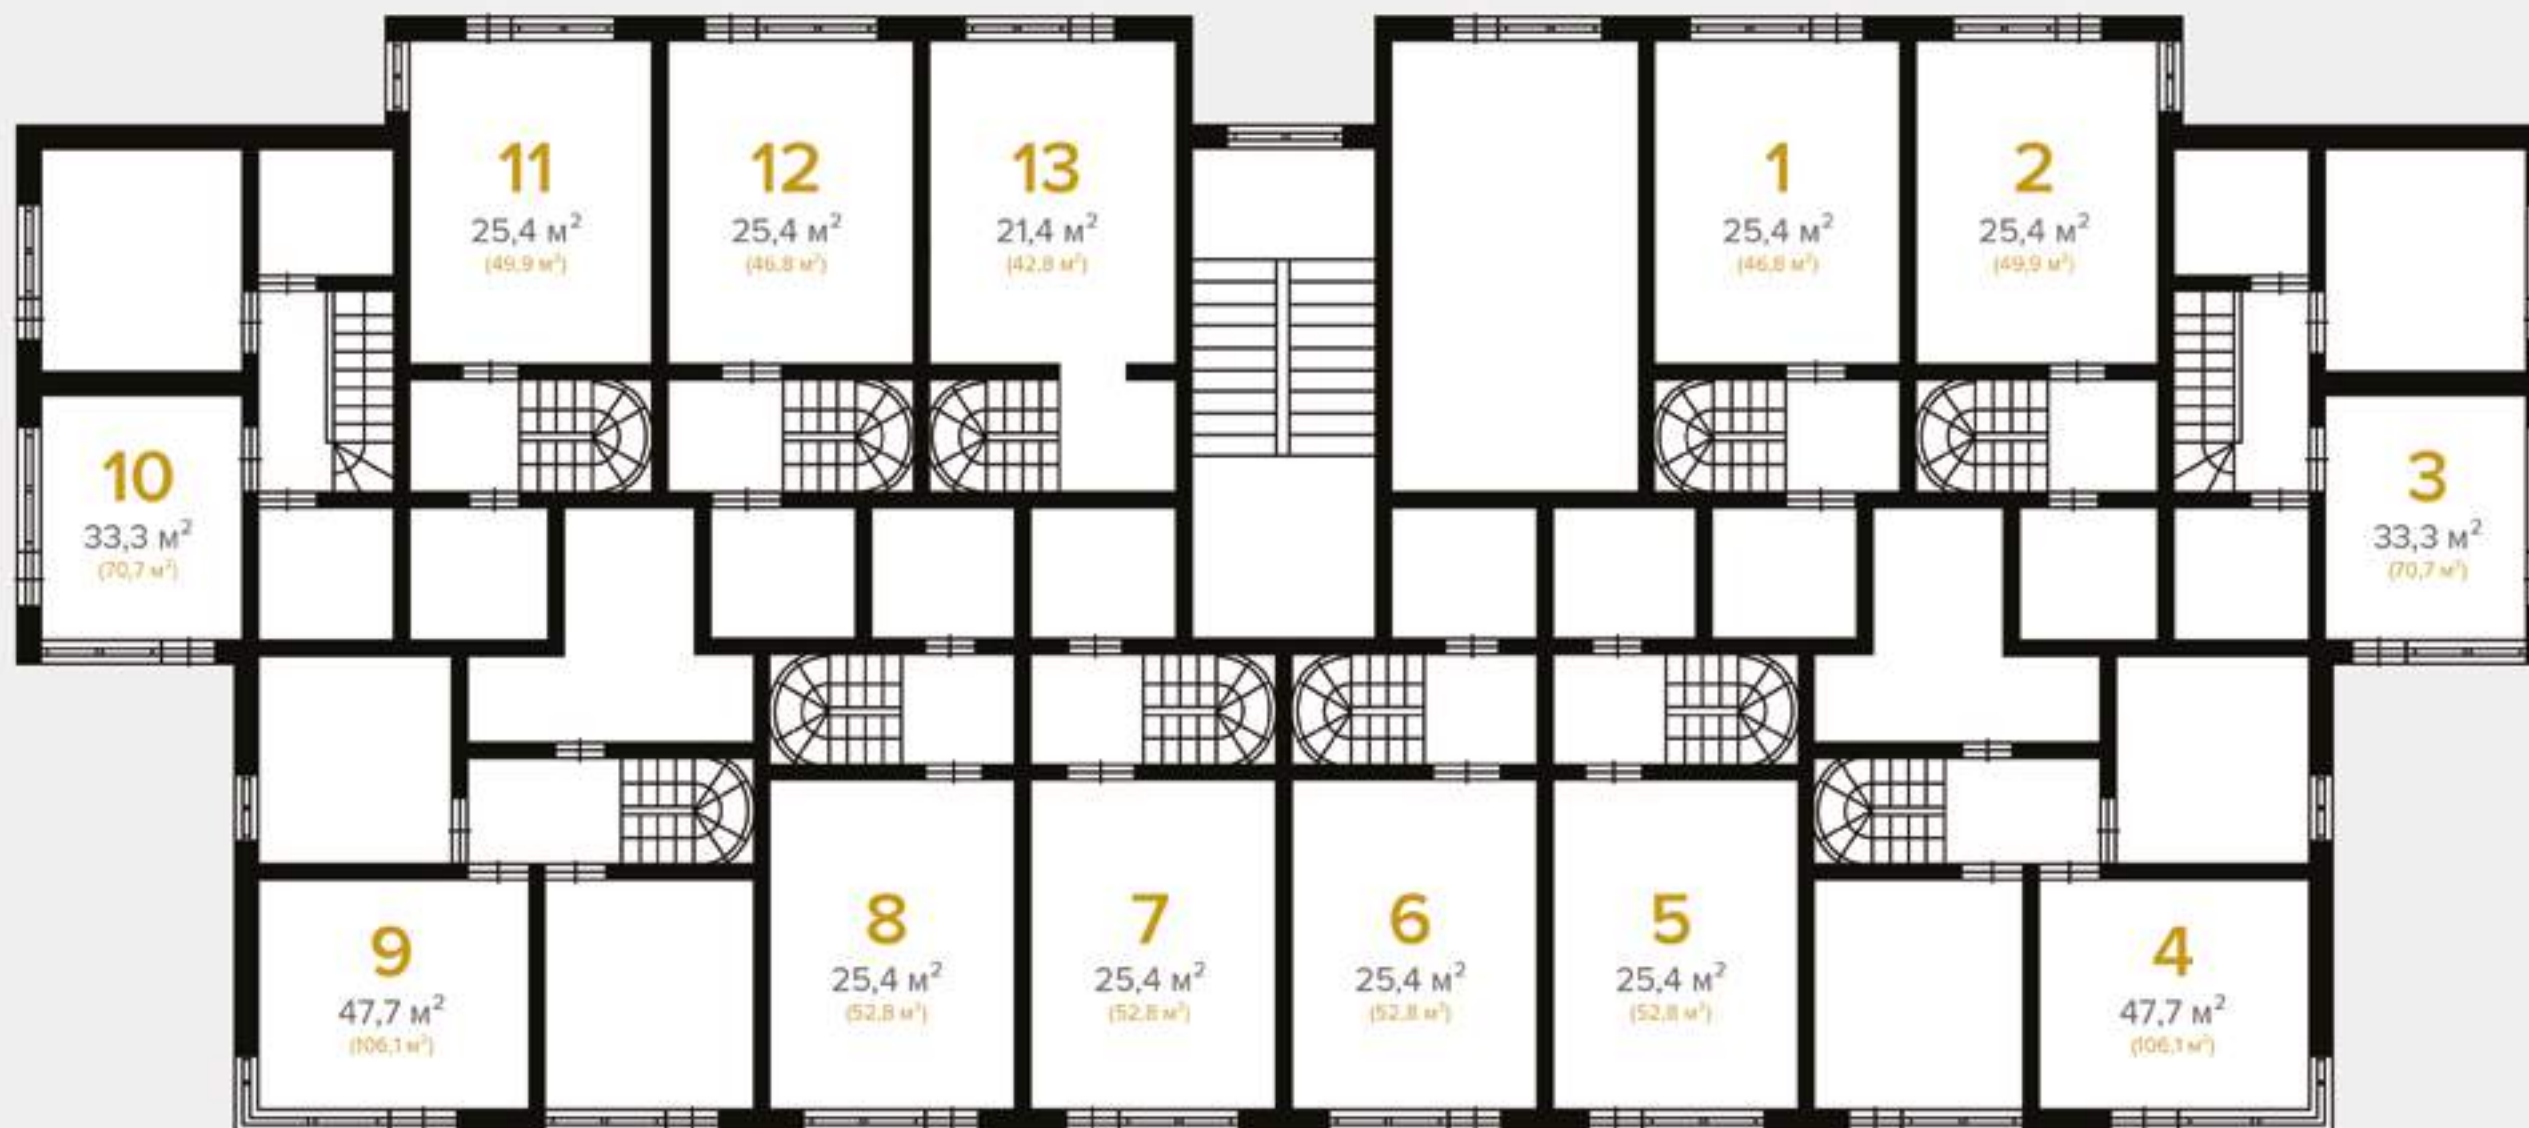 11
25,4 м²
(49,9 м²)
12
25,4 м²
(46,8 м²)
13
21,4 м²
(42,8 м²)
1
25,4 м²
(46,8 м²)
2
25,4 м²
(49,9 м²)
10
33,3 м²
(70,7 м²)
3
33,3 м²
(70,7 м²)
9
47,7 м²
(106,1 м²)
8
25,4 м²
(52,8 м²)
7
25,4 м²
(52,8 м²)
6
25,4 м²
(52,8 м²)
5
25,4 м²
(52,8 м²)
4
47,7 м²
(106,1 м²)